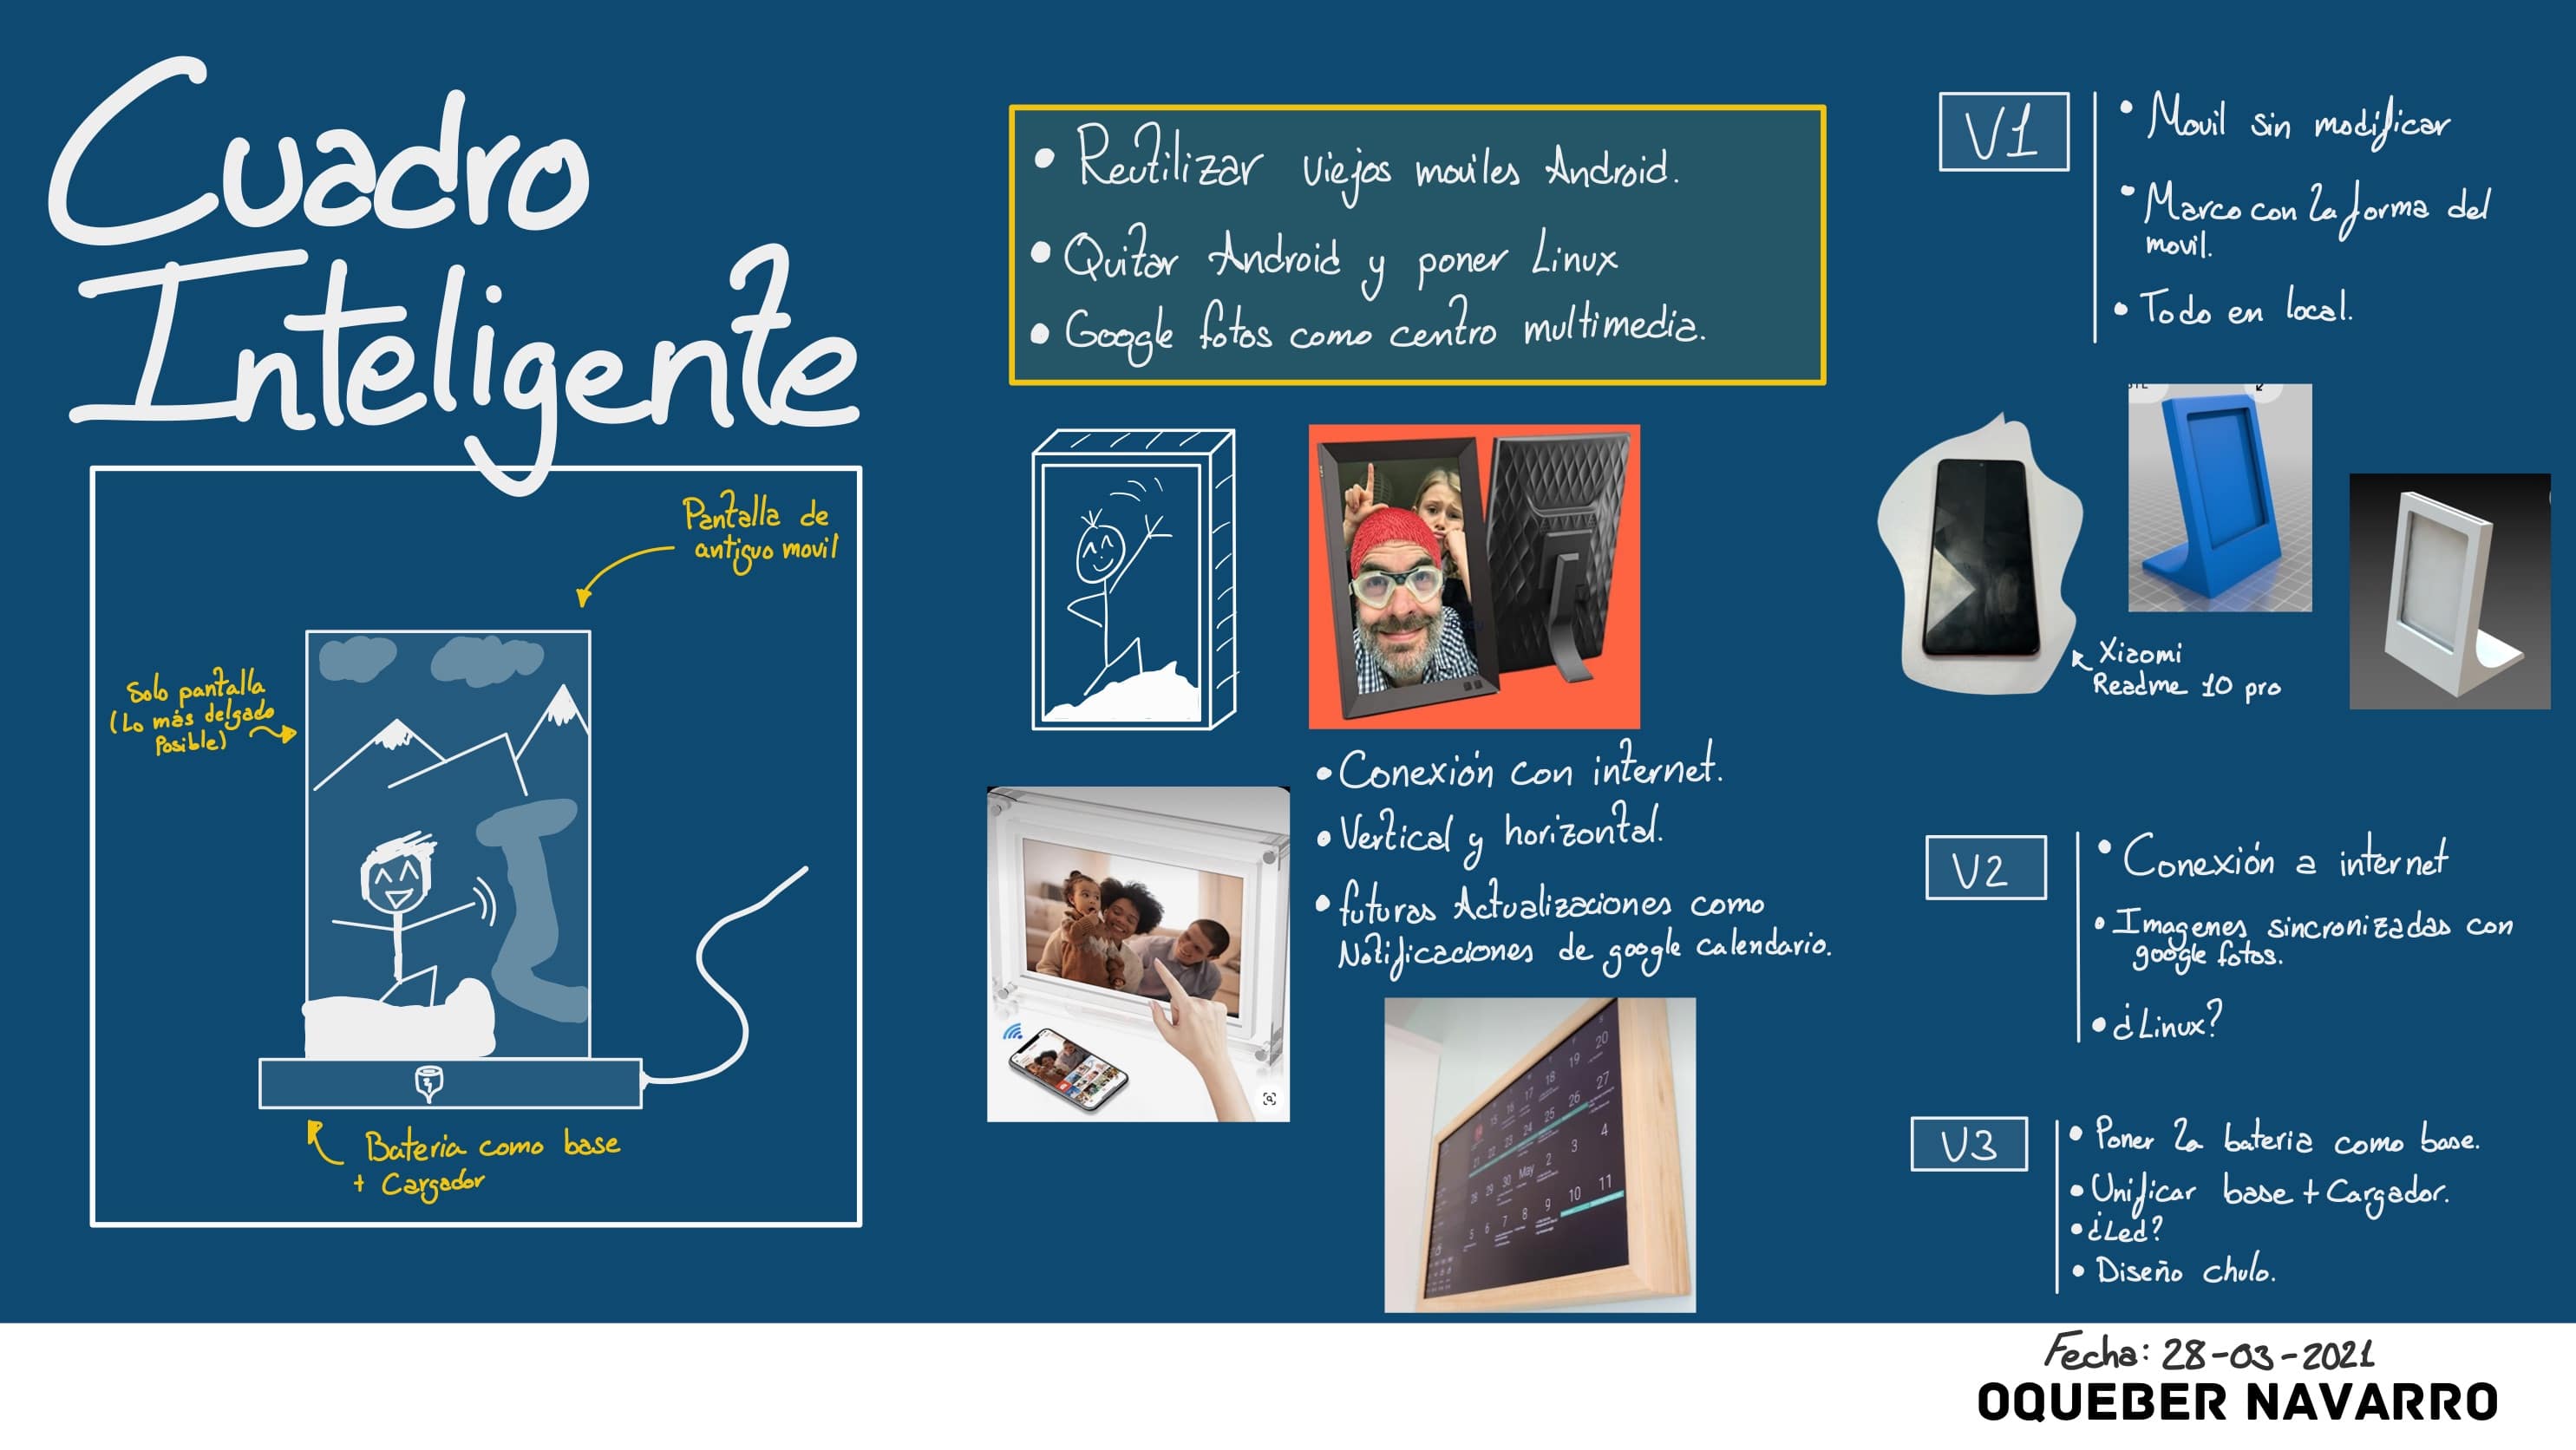 Cuadro
Inteligente
Pantalla de
antiguo movil
Solo pantalla
(Lo más delgado
Posible)
Bateria como base
+ Cargador
• Reutilizar viejos moviles Android.
• Quitar Android y poner Linux
• Google fotos como centro multimedia.
• Conexión con internet.
• Vertical y horizontal.
• futuras Actualizaciones como
Notificaciones de google calendario.
V1
• Movil sin modificar
• Marco con la forma del
movil.
• Todo en local.
Xiaomi
Readme 10 pro
V2
• Conexión a internet
• Imagenes sincronizadas con
google fotos.
• ¿Linux?
V3
• Poner la bateria como base.
• Unificar base + Cargador.
• ¿Led?
• Diseño chulo.
Fecha: 28-03-2021
OQUEBER NAVARRO